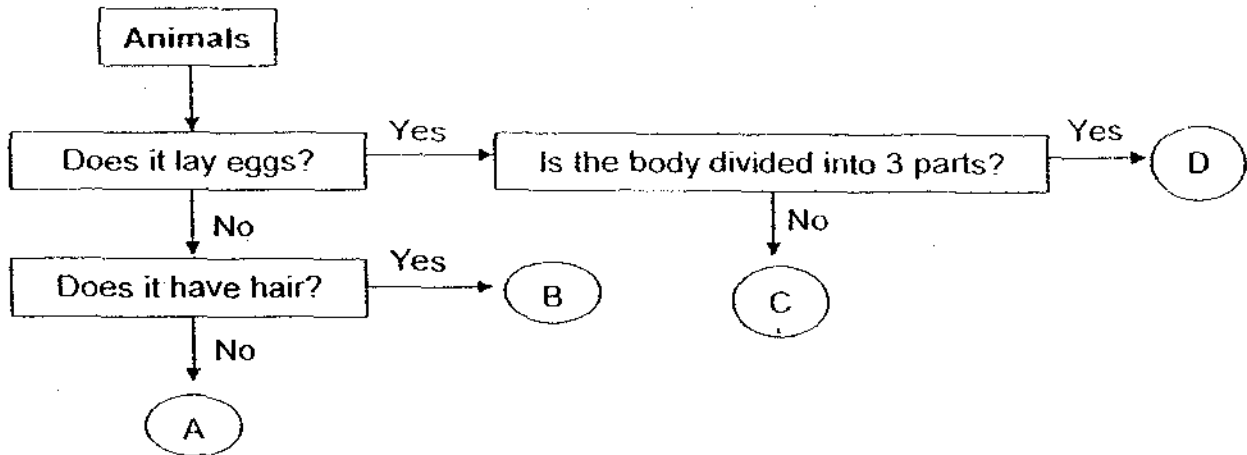 Animals
Does it lay eggs?
Yes
Is the body divided into 3 parts?
Yes
D
No
No
Does it have hair?
Yes
B
C
No
A